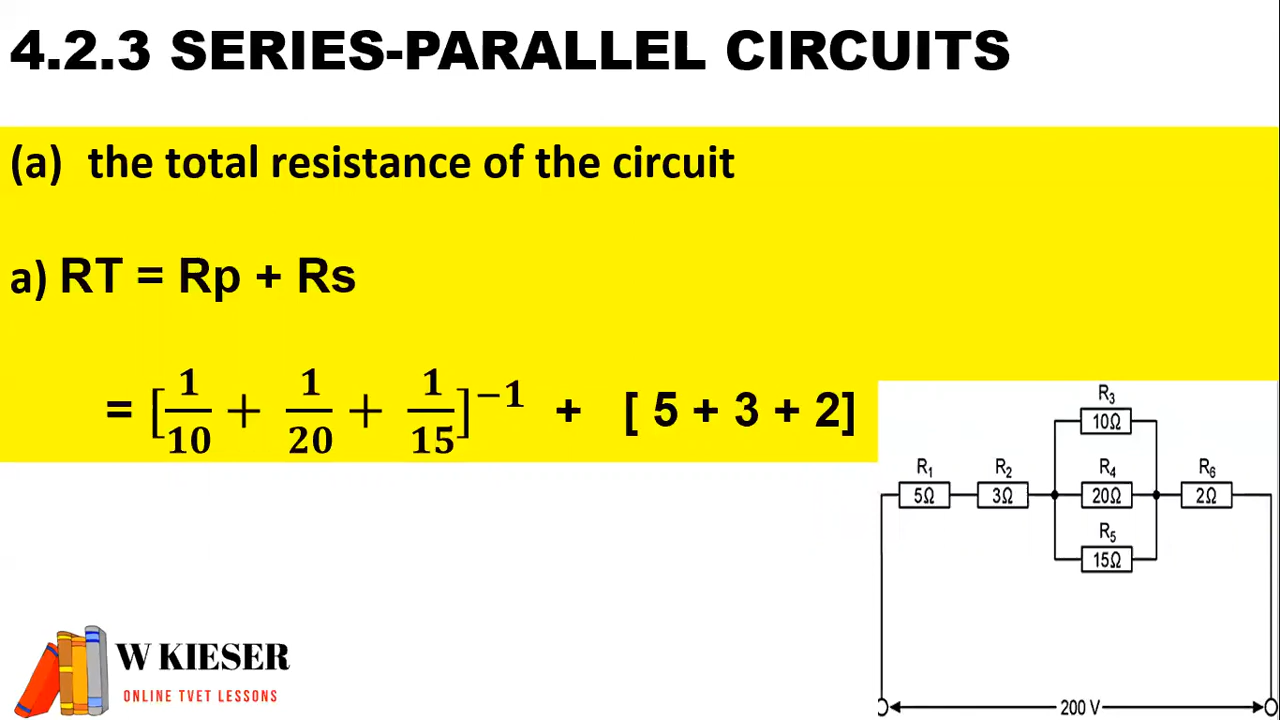 4.2.3 SERIES-PARALLEL CIRCUITS
(a) the total resistance of the circuit
a) RT = Rp + Rs
= [1/10 + 1/20 + 1/15]⁻¹ + [ 5 + 3 + 2]
R₃
10Ω
R₁ R₂ R₄ R₆
5Ω 3Ω 20Ω 2Ω
R₅
15Ω
200 V
W KIESER
ONLINE TVET LESSONS